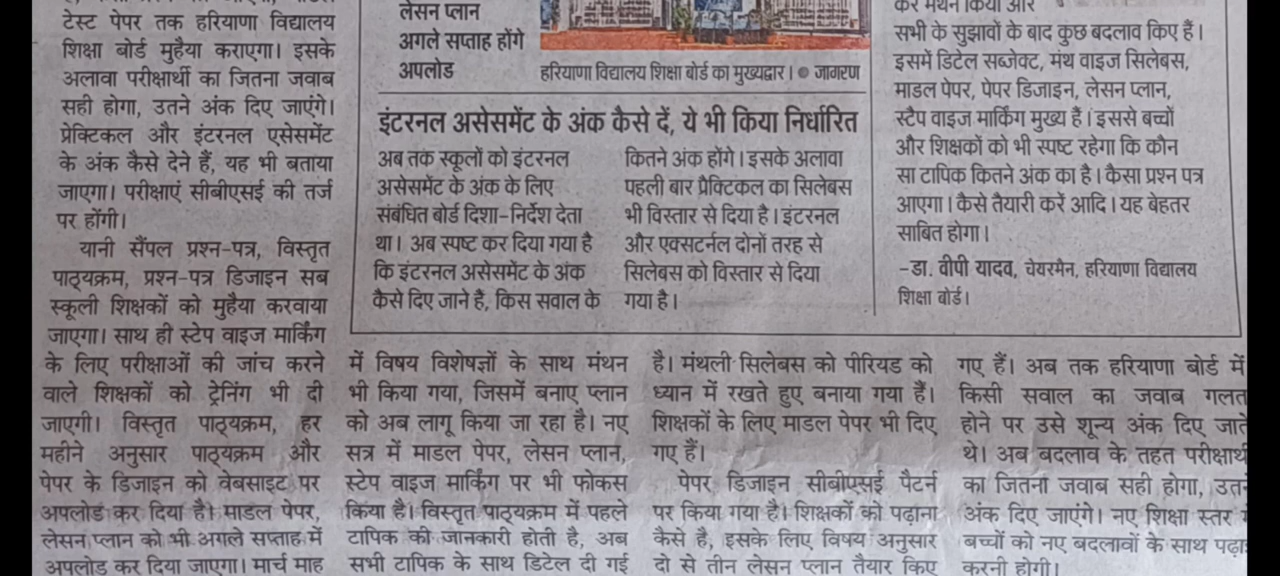 टेस्ट पेपर तक हरियाणा विद्यालय
शिक्षा बोर्ड मुहैया कराएगा। इसके
अलावा परीक्षार्थी का जितना जवाब
सही होगा, उतने अंक दिए जाएंगे।
प्रेक्टिकल और इंटरनल एसेसमेंट
के अंक कैसे देने हैं, यह भी बताया
जाएगा। परीक्षाएं सीबीएसई की तर्ज
पर होंगी।
यानी सैंपल प्रश्न-पत्र, विस्तृत
पाठ्यक्रम, प्रश्न-पत्र डिजाइन सब
स्कूली शिक्षकों को मुहैया करवाया
जाएगा। साथ ही स्टेप वाइज मार्किंग
के लिए परीक्षाओं की जांच करने
वाले शिक्षकों को ट्रेनिंग भी दी
जाएगी। विस्तृत पाठ्यक्रम, हर
महीने अनुसार पाठ्यक्रम और
पेपर के डिजाइन को वेबसाइट पर
अपलोड कर दिया है। माडल पेपर,
लेसन प्लान को भी अगले सप्ताह में
अपलोड कर दिया जाएगा। मार्च माह
लेसन प्लान
अगले सप्ताह होंगे
अपलोड
हरियाणा विद्यालय शिक्षा बोर्ड का मुख्यद्वार। ● जागरण
इंटरनल असेसमेंट के अंक कैसे दें, ये भी किया निर्धारित
अब तक स्कूलों को इंटरनल
असेसमेंट के अंक के लिए
संबंधित बोर्ड दिशा-निर्देश देता
था। अब स्पष्ट कर दिया गया है
कि इंटरनल असेसमेंट के अंक
कैसे दिए जाने हैं, किस सवाल के
कितने अंक होंगे। इसके अलावा
पहली बार प्रैक्टिकल का सिलेबस
भी विस्तार से दिया है। इंटरनल
और एक्सटर्नल दोनों तरह से
सिलेबस को विस्तार से दिया
गया है।
कर मंथन किया और
सभी के सुझावों के बाद कुछ बदलाव किए हैं।
इसमें डिटेल सब्जेक्ट, मंथ वाइज सिलेबस,
माडल पेपर, पेपर डिजाइन, लेसन प्लान,
स्टैप वाइज मार्किंग मुख्य हैं। इससे बच्चों
और शिक्षकों को भी स्पष्ट रहेगा कि कौन
सा टापिक कितने अंक का है। कैसा प्रश्न पत्र
आएगा। कैसे तैयारी करें आदि। यह बेहतर
साबित होगा।
-डा. वीपी यादव, चेयरमैन, हरियाणा विद्यालय
शिक्षा बोर्ड।
में विषय विशेषज्ञों के साथ मंथन
भी किया गया, जिसमें बनाए प्लान
को अब लागू किया जा रहा है। नए
सत्र में माडल पेपर, लेसन प्लान,
स्टेप वाइज मार्किंग पर भी फोकस
किया है। विस्तृत पाठ्यक्रम में पहले
टापिक की जानकारी होती है, अब
सभी टापिक के साथ डिटेल दी गई
है। मंथली सिलेबस को पीरियड को
ध्यान में रखते हुए बनाया गया हैं।
शिक्षकों के लिए माडल पेपर भी दिए
गए हैं।
पेपर डिजाइन सीबीएसई पैटर्न
पर किया गया है। शिक्षकों को पढ़ाना
कैसे है, इसके लिए विषय अनुसार
दो से तीन लेसन प्लान तैयार किए
गए हैं। अब तक हरियाणा बोर्ड में
किसी सवाल का जवाब गलत
होने पर उसे शून्य अंक दिए जाते
थे। अब बदलाव के तहत परीक्षार्थी
का जितना जवाब सही होगा, उतने
अंक दिए जाएंगे। नए शिक्षा स्तर
बच्चों को नए बदलावों के साथ पढ़ाई
करनी होगी।